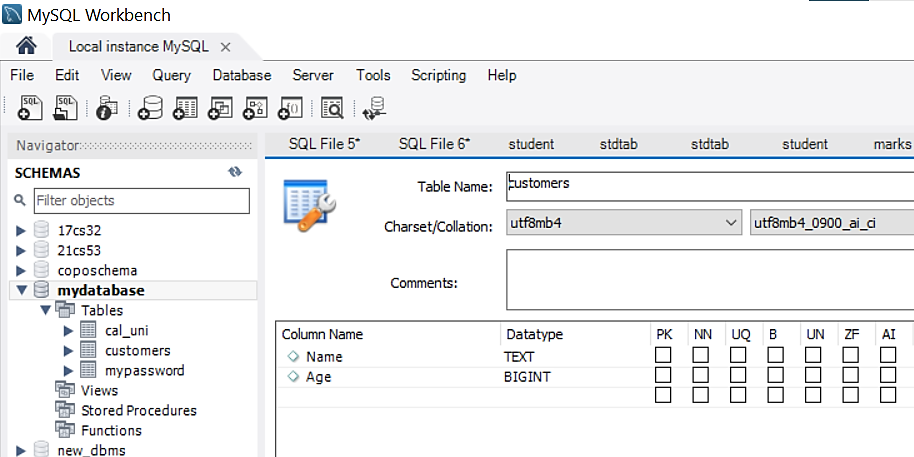 MySQL Workbench
Local instance MySQL
File Edit View Query Database Server Tools Scripting Help
SQL SQL
Navigator
SCHEMAS
Filter objects
17cs32
21cs53
coposchema
mydatabase
Tables
cal_uni
customers
mypassword
Views
Stored Procedures
Functions
new_dbms
SQL File 5* SQL File 6* student stdtab stdtab student marks
Table Name: customers
Charset/Collation: utf8mb4 utf8mb4_0900_ai_ci
Comments:
Column Name Datatype PK NN UQ B UN ZF AI
Name TEXT
Age BIGINT